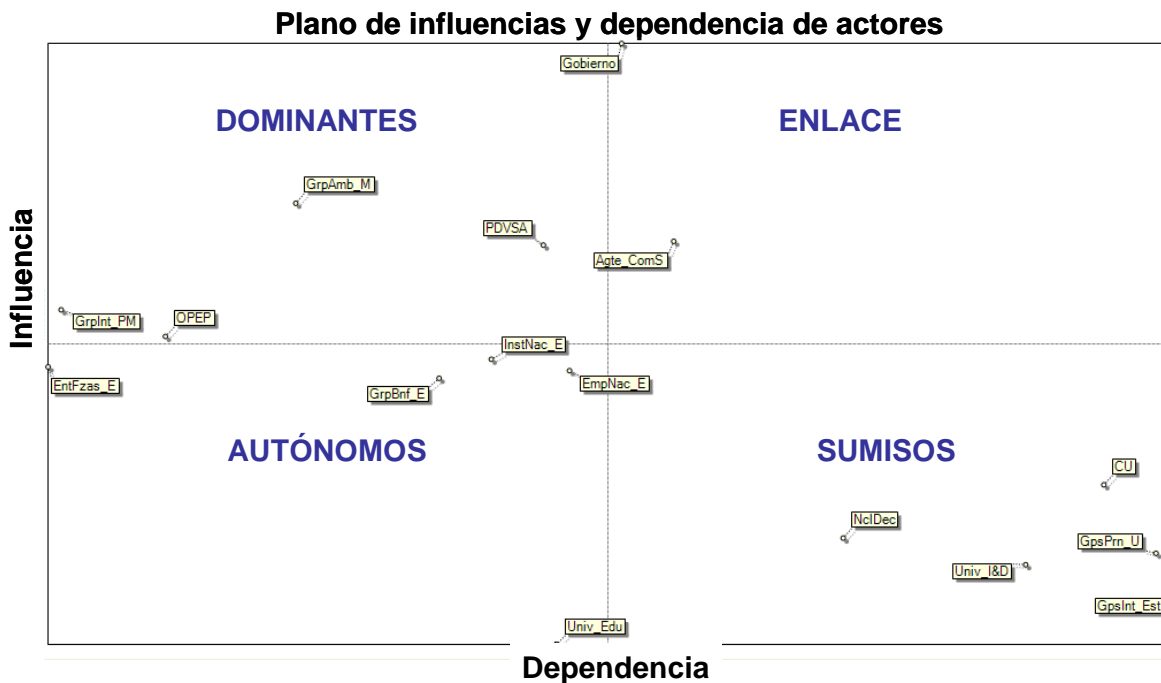 Plano de influencias y dependencia de actores
Gobierno
DOMINANTES
ENLACE
GrpAmb_M
PDVSA
Agte_ComS
Influencia
GrpInt_PM
OPEP
InstNac_E
EntFzas_E
GrpBnf_E
EmpNac_E
AUTÓNOMOS
SUMISOS
CU
NclDec
GpsPrn_U
Univ_I&D
GpsInt_Est
Univ_Edu
Dependencia